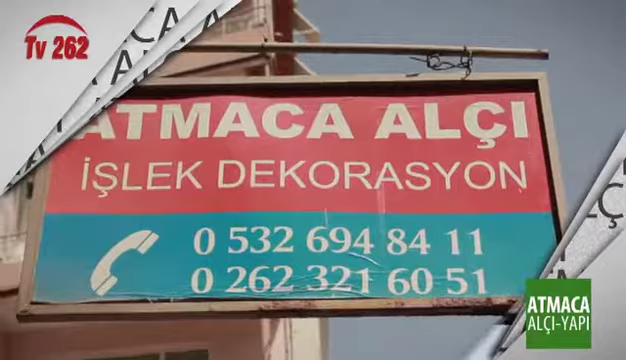 Tv 262
ATMACA ALÇI
İŞLEK DEKORASYON
0 532 694 84 11
0 262 321 60 51
ATMACA
ALÇI-YAPI